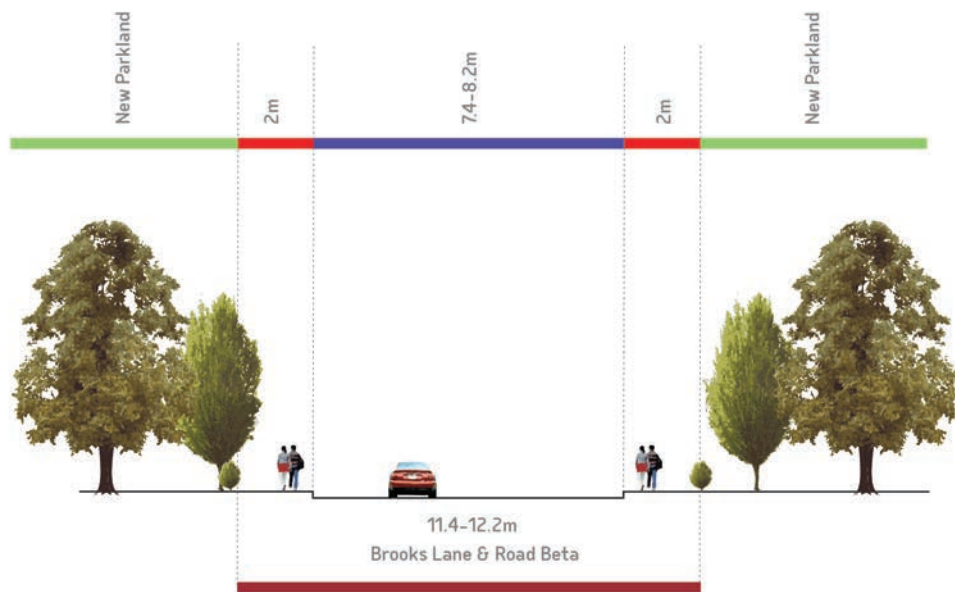 New Parkland
2m
7.4-8.2m
2m
New Parkland
11.4-12.2m
Brooks Lane & Road Beta